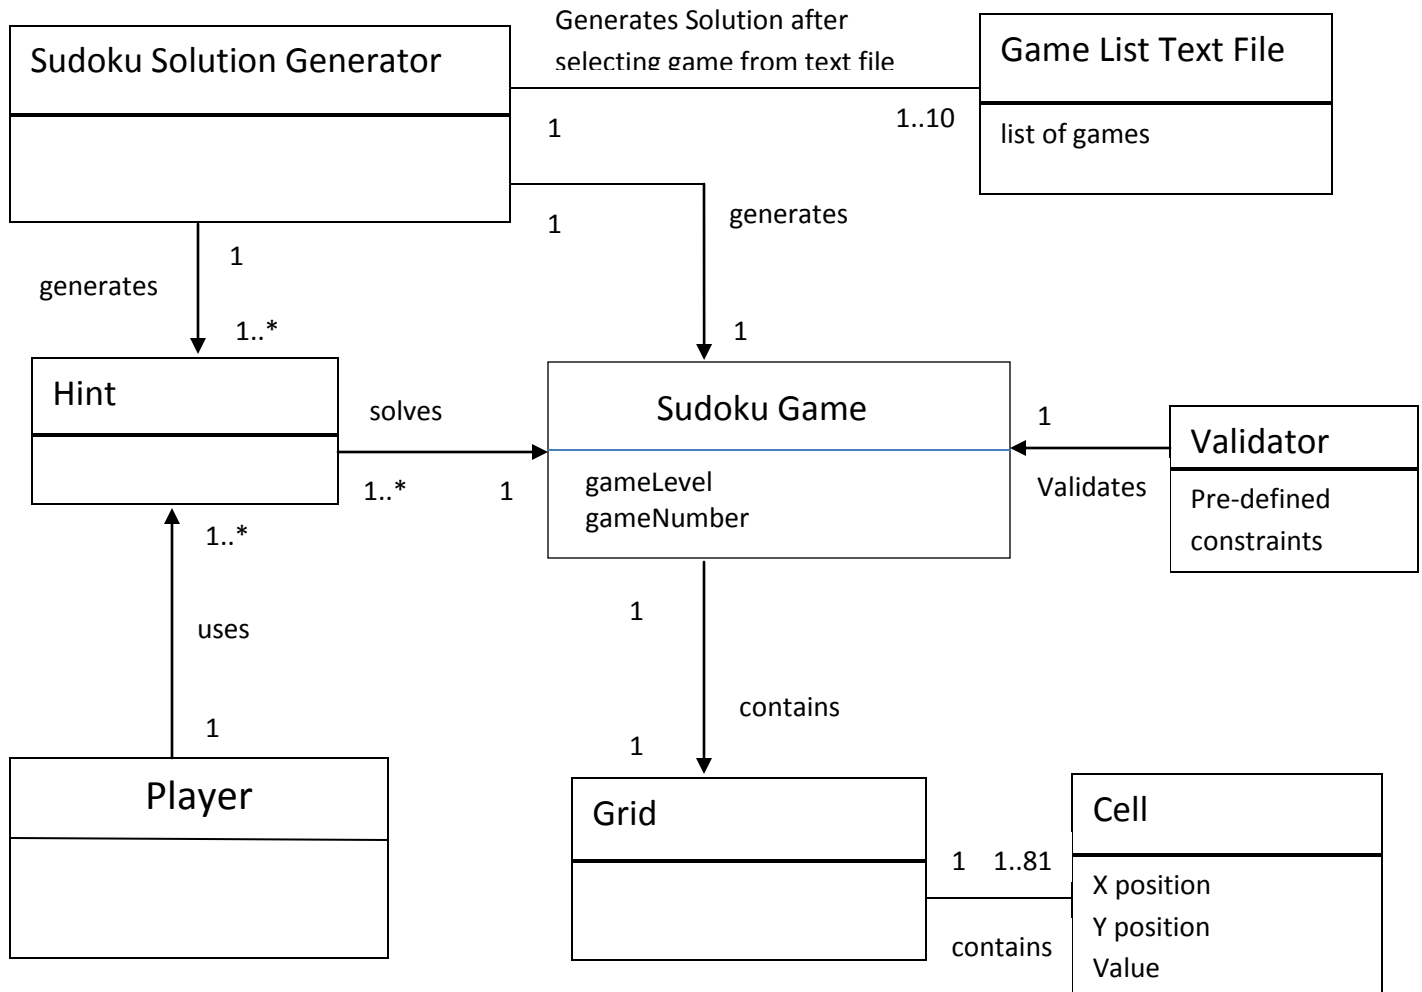 Generates Solution after
selecting game from text file
Sudoku Solution Generator
Game List Text File
1
1..10
list of games
1
generates
1
generates
1..*
1
Hint
solves
Sudoku Game
1
Validator
1..*
1
gameLevel
gameNumber
Validates
Pre-defined
constraints
1..*
1
uses
contains
1
1
Player
Grid
Cell
1
1..81
X position
Y position
Value
contains